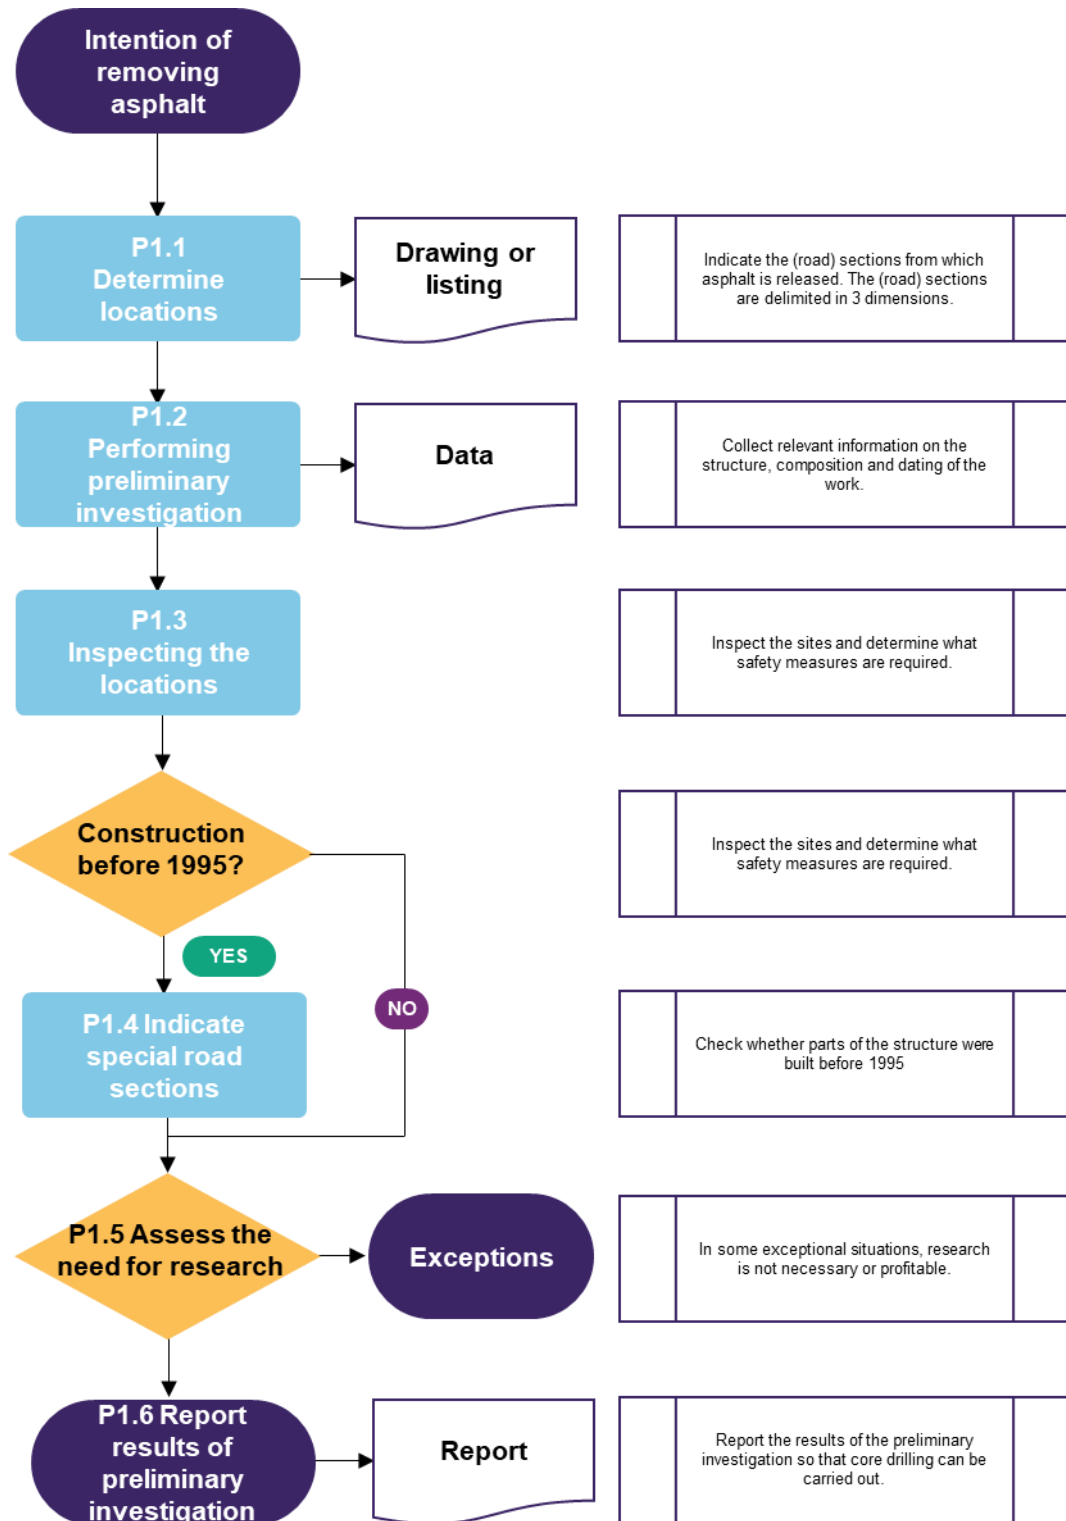 Intention of
removing
asphalt
P1.1
Determine
locations
Drawing or
listing
Indicate the (road) sections from which
asphalt is released. The (road) sections
are delimited in 3 dimensions.
P1.2
Performing
preliminary
investigation
Data
Collect relevant information on the
structure, composition and dating of the
work.
P1.3
Inspecting the
locations
Inspect the sites and determine what
safety measures are required.
Construction
before 1995?
Inspect the sites and determine what
safety measures are required.
YES
NO
P1.4 Indicate
special road
sections
Check whether parts of the structure were
built before 1995
P1.5 Assess the
need for research
Exceptions
In some exceptional situations, research
is not necessary or profitable.
P1.6 Report
results of
preliminary
investigation
Report
Report the results of the preliminary
investigation so that core drilling can be
carried out.